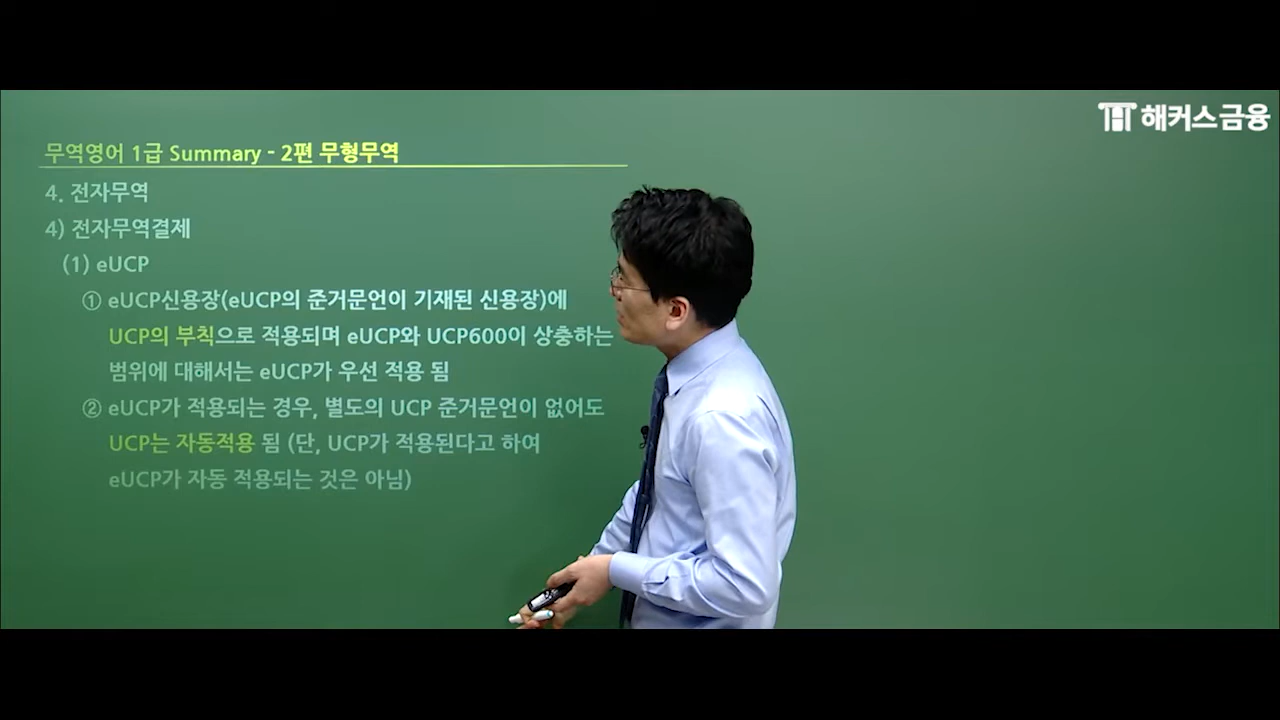 해커스금융
무역영어 1급 Summary - 2편 무형무역
4. 전자무역
4) 전자무역결제
(1) eUCP
① eUCP신용장(eUCP의 준거문언이 기재된 신용장)에
UCP의 부칙으로 적용되며 eUCP와 UCP600이 상충하는
범위에 대해서는 eUCP가 우선 적용 됨
② eUCP가 적용되는 경우, 별도의 UCP 준거문언이 없어도
UCP는 자동적용 됨 (단, UCP가 적용된다고 하여
eUCP가 자동 적용되는 것은 아님)